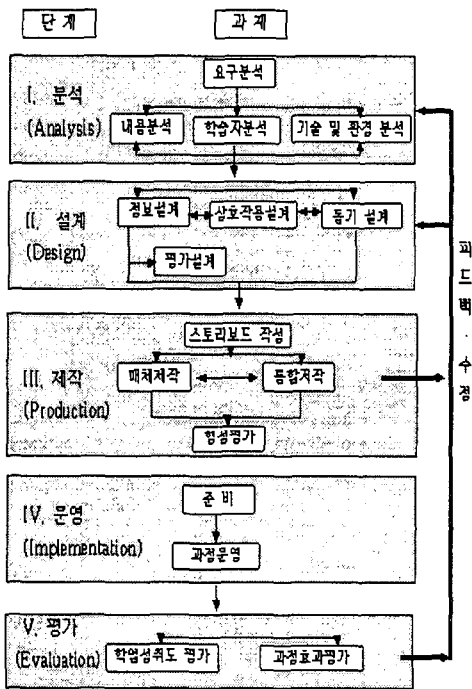 단 계
과 제
I. 분석
(Analysis)
요구분석
내용분석
학습자분석
기술 및 환경 분석
II. 설계
(Design)
정보설계
상호작용설계
동기 설계
평가설계
III. 제작
(Production)
스토리보드 작성
매체제작
통합제작
형성평가
IV. 운영
(Implementation)
준 비
과정운영
V. 평가
(Evaluation)
학업성취도 평가
과정효과평가
피드백 · 수정